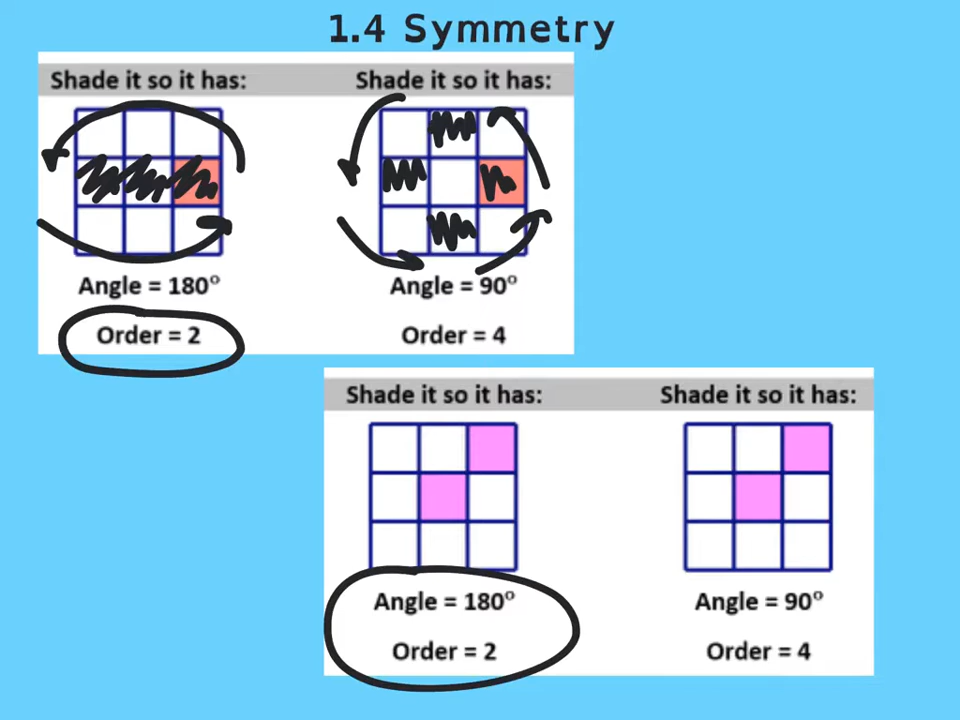 1.4 Symmetry
Shade it so it has:
Shade it so it has:
Angle = 180°
Angle = 90°
Order = 2
Order = 4
Shade it so it has:
Shade it so it has:
Angle = 180°
Angle = 90°
Order = 2
Order = 4